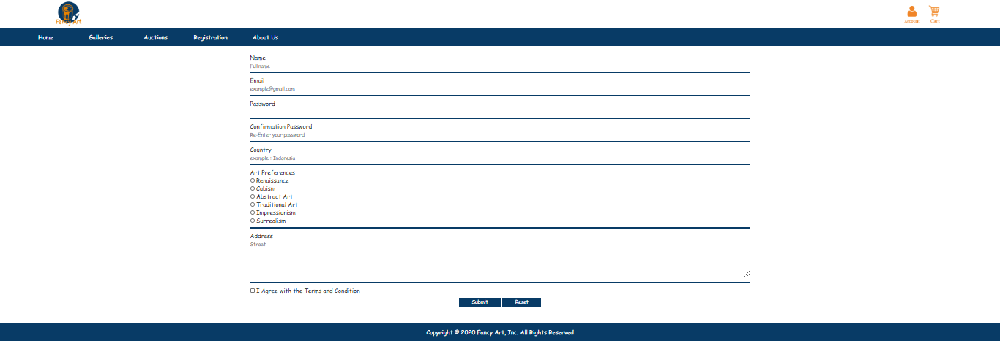 Fancy Art
Account
Cart
Home Galleries Auctions Registration About Us
Name
Fullname
Email
example@gmail.com
Password
Confirmation Password
Re-Enter your password
Country
example : Indonesia
Art Preferences
Renaissance
Cubism
Abstract Art
Traditional Art
Impressionism
Surrealism
Address
Street
I Agree with the Terms and Condition
Submit Reset
Copyright © 2020 Fancy Art, Inc. All Rights Reserved